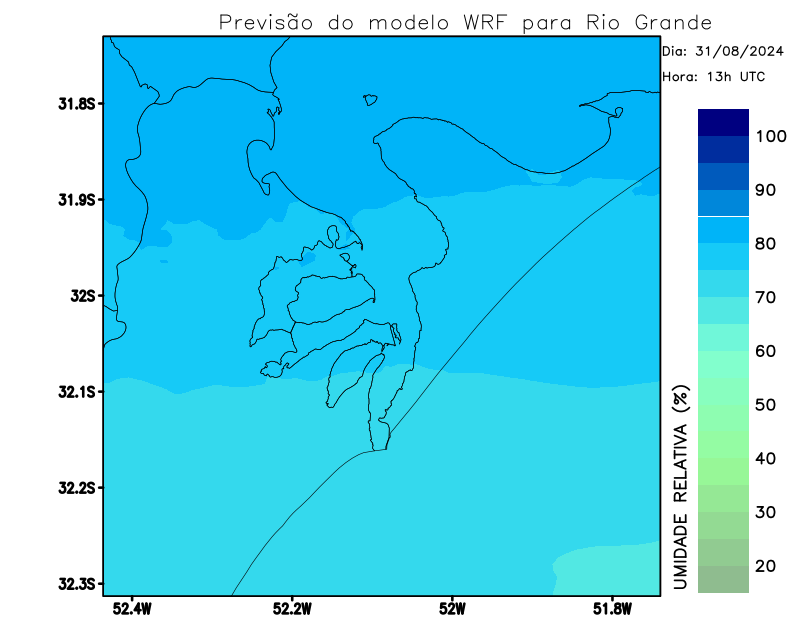 Previsão do modelo WRF para Rio Grande
Dia: 31/08/2024
Hora: 13h UTC
31.8S
31.9S
32S
32.1S
32.2S
32.3S
52.4W
52.2W
52W
51.8W
100
90
80
70
60
50
40
30
20
UMIDADE RELATIVA (%)